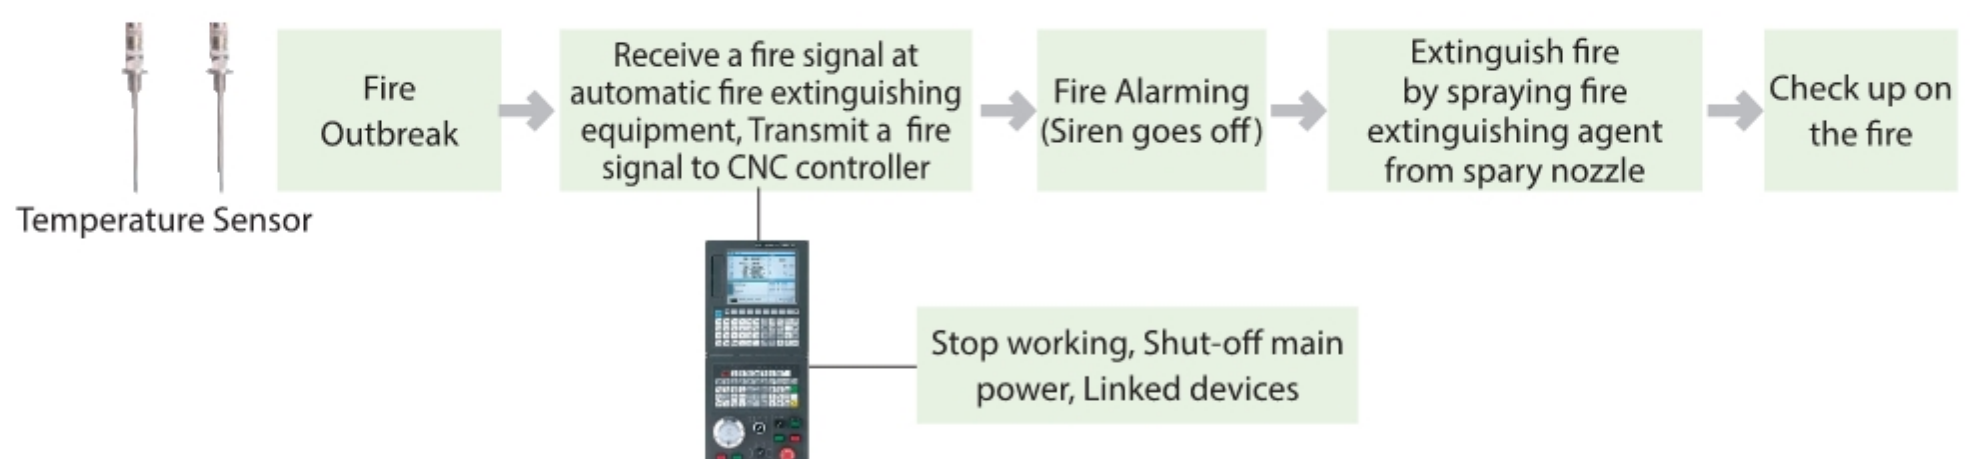 Temperature Sensor
Fire
Outbreak
Receive a fire signal at
automatic fire extinguishing
equipment, Transmit a fire
signal to CNC controller
Fire Alarming
(Siren goes off)
Extinguish fire
by spraying fire
extinguishing agent
from spary nozzle
Check up on
the fire
Stop working, Shut-off main
power, Linked devices